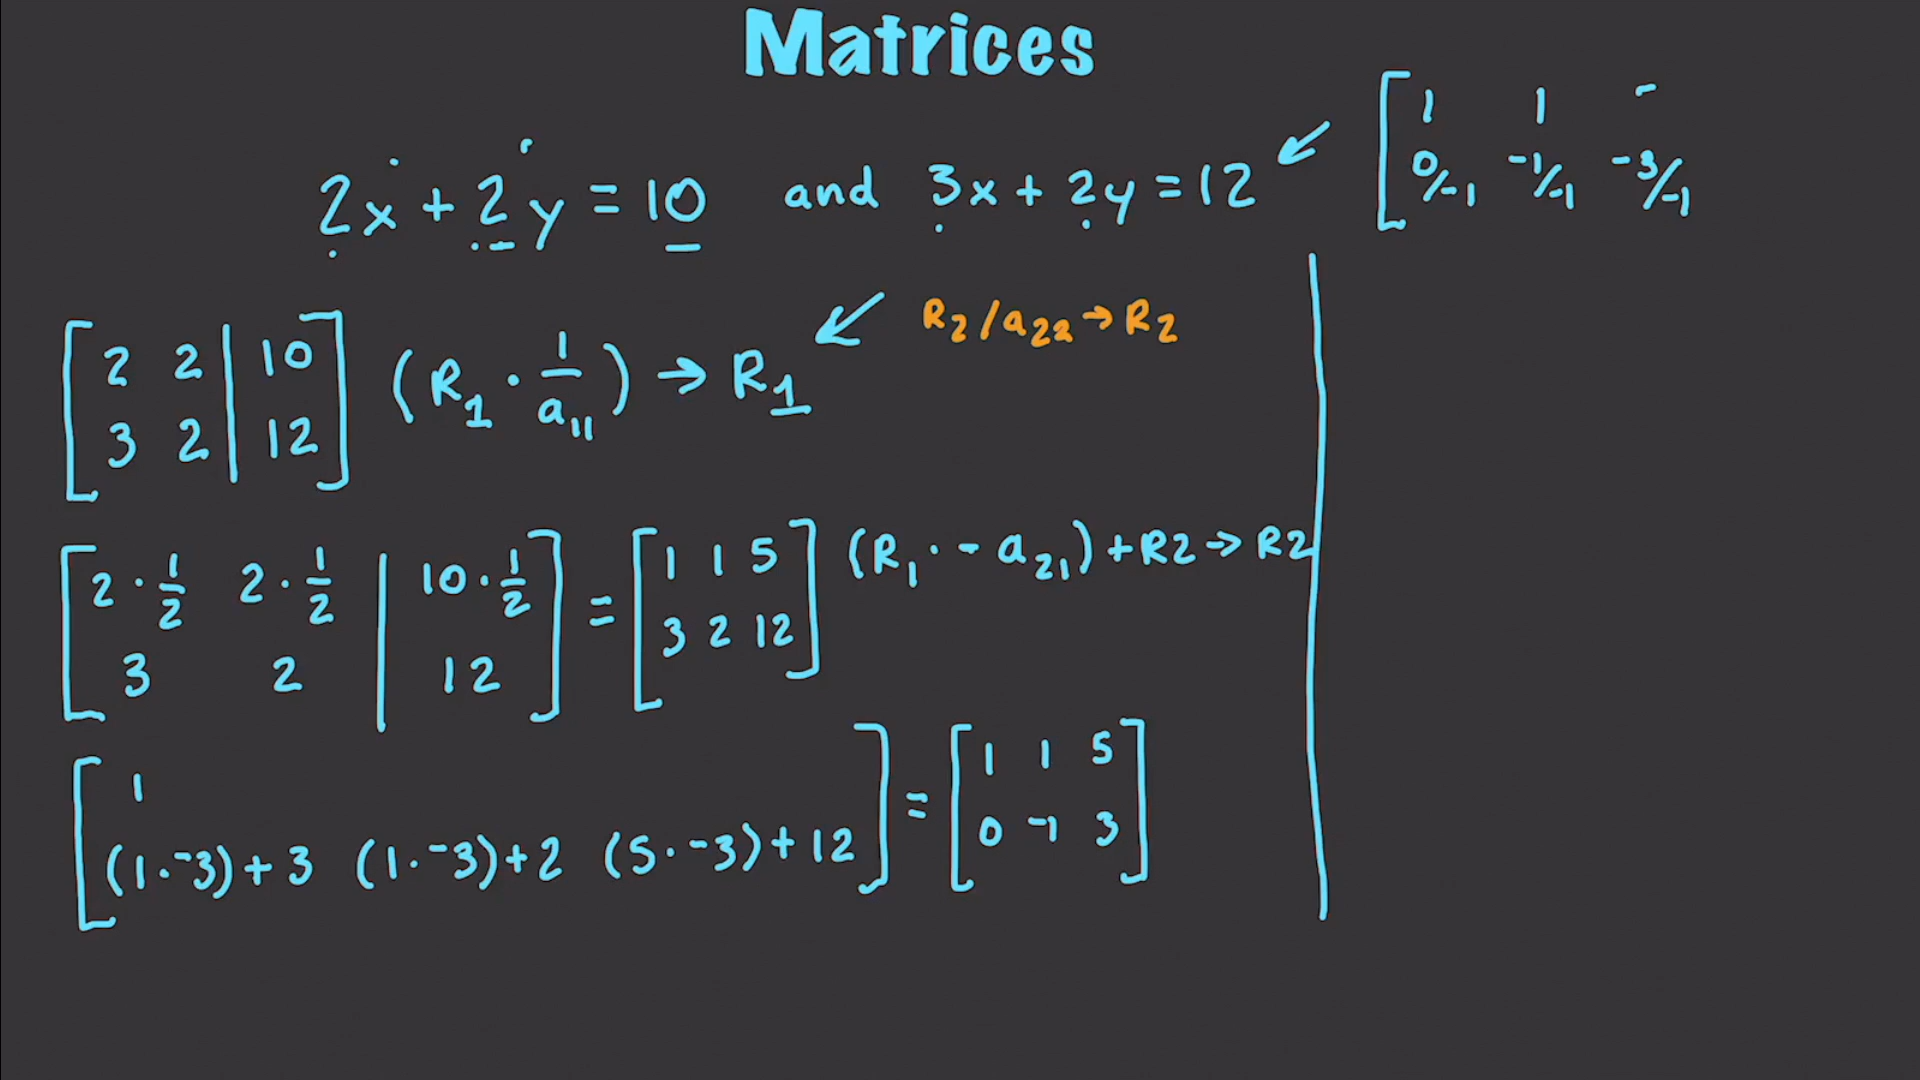 Matrices
2x + 2y = 10 and 3x + 2y = 12
[ 1 1
0/-1 -1/-1 -3/-1
R2/a22 → R2
[ 2 2 | 10 ] (R1 · 1/a11) → R1
[ 3 2 | 12 ]
[ 2 · 1/2 2 · 1/2 | 10 · 1/2 ] = [ 1 1 5 ] (R1 · - a21) + R2 → R2
[ 3 2 | 12 ] [ 3 2 12 ]
[ 1 ] = [ 1 1 5 ]
[ (1·-3)+3 (1·-3)+2 (5·-3)+12 ] [ 0 -1 3 ]